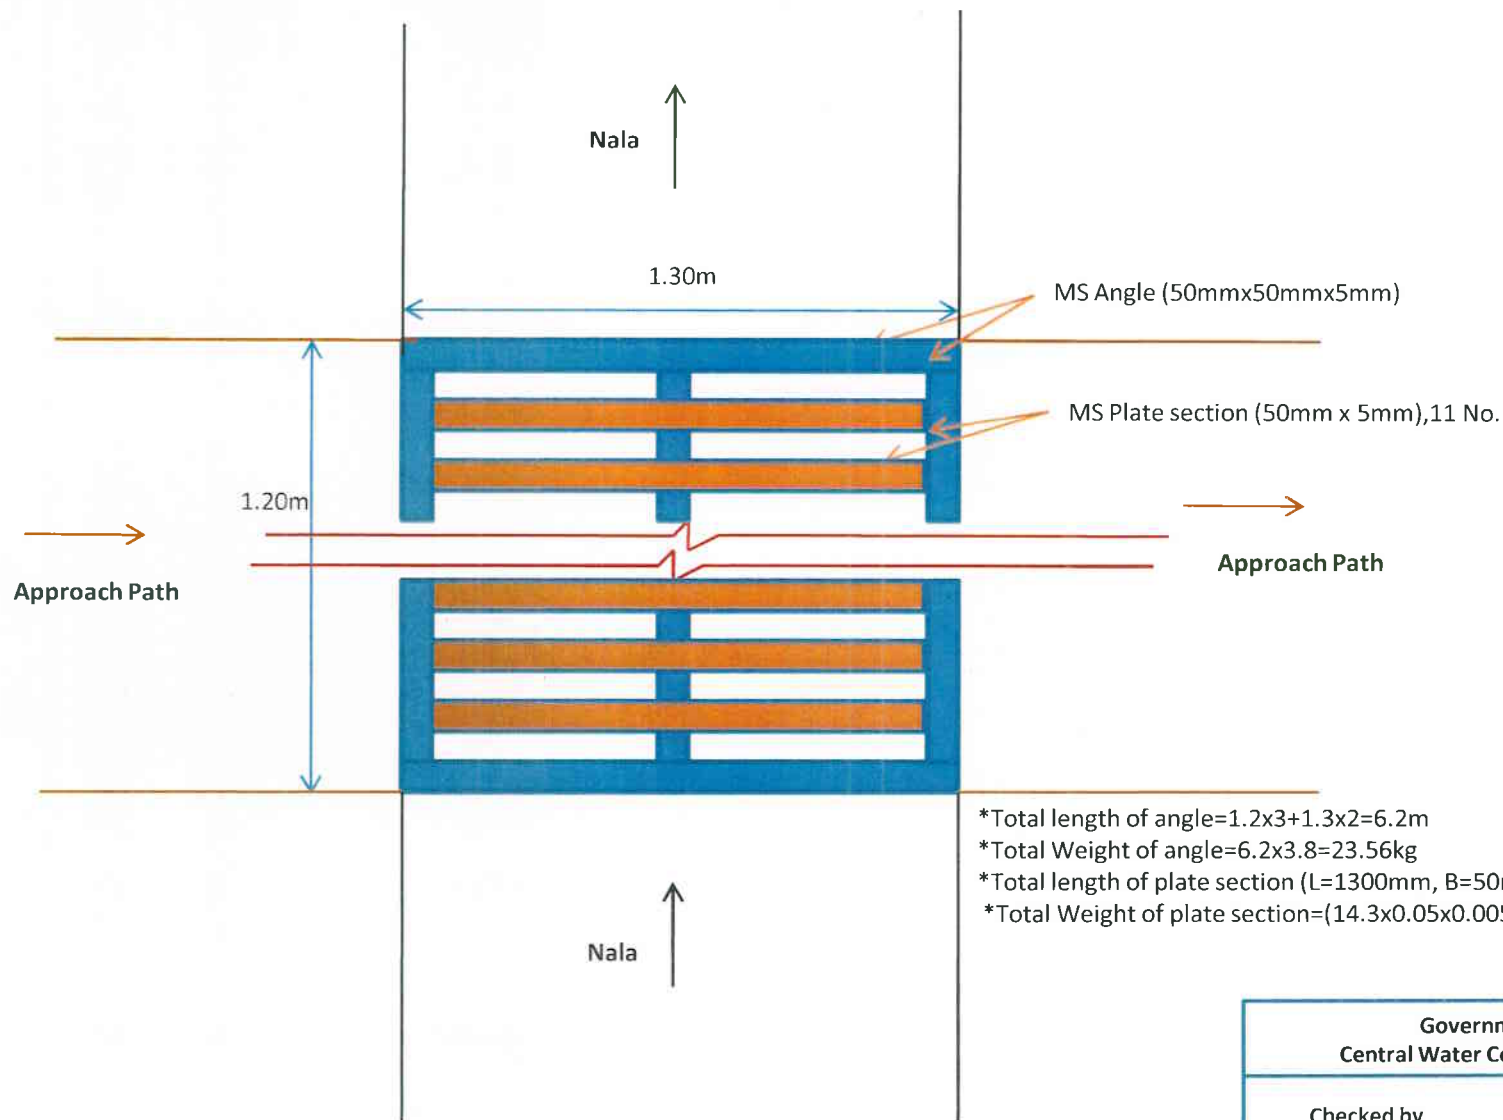 Nala
1.30m
MS Angle (50mmx50mmx5mm)
MS Plate section (50mm x 5mm),11 No.
1.20m
Approach Path
Approach Path
*Total length of angle=1.2x3+1.3x2=6.2m
*Total Weight of angle=6.2x3.8=23.56kg
*Total length of plate section (L=1300mm, B=50
*Total Weight of plate section=(14.3x0.05x0.005
Nala
Central Water
Checked by